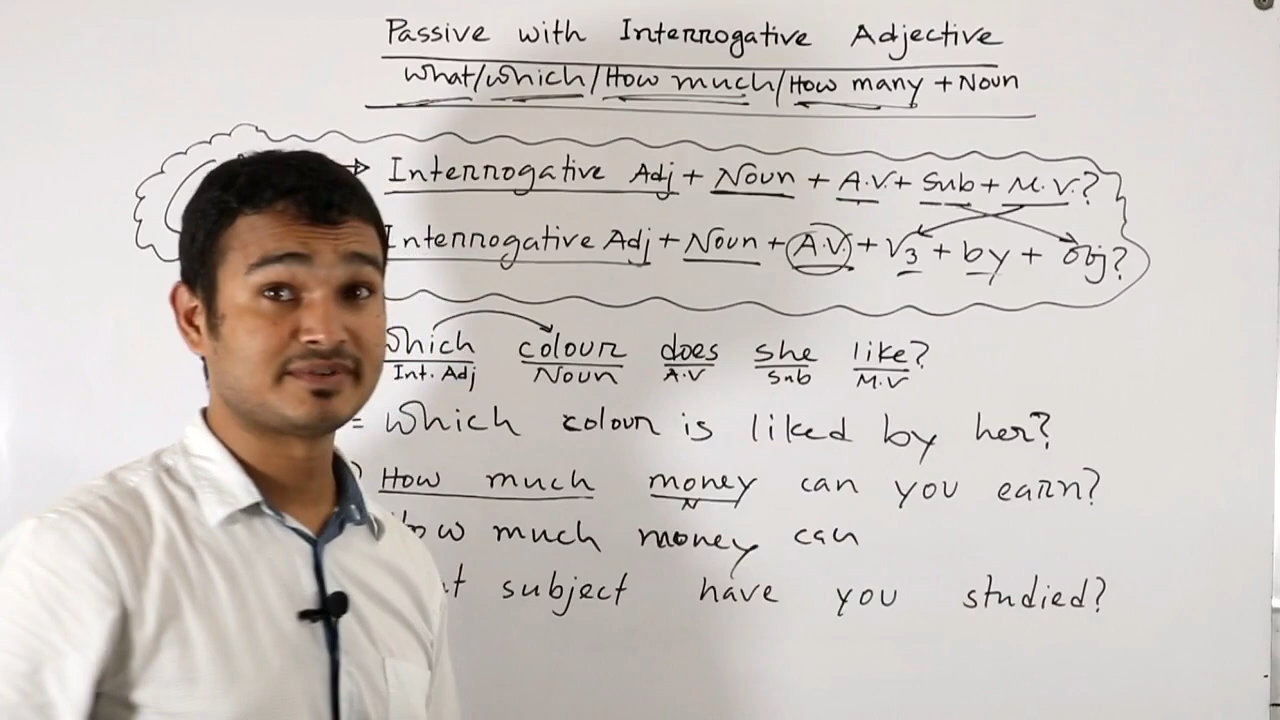 Passive with Interrogative Adjective
What/which/How much/How many + Noun
⇒ Interrogative Adj + Noun + A.V. + Sub + M.V.?
Interrogative Adj + Noun + A.V. + V3 + by + Obj?
Which colour does she like?
Int. Adj Noun A.V Sub M.V
= Which colour is liked by her?
How much money can you earn?
N
How much money can
subject have you studied?